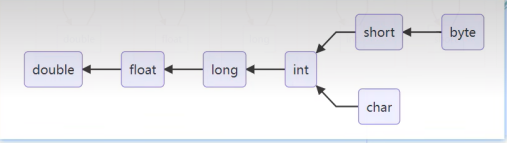 short
byte
double
float
long
int
char